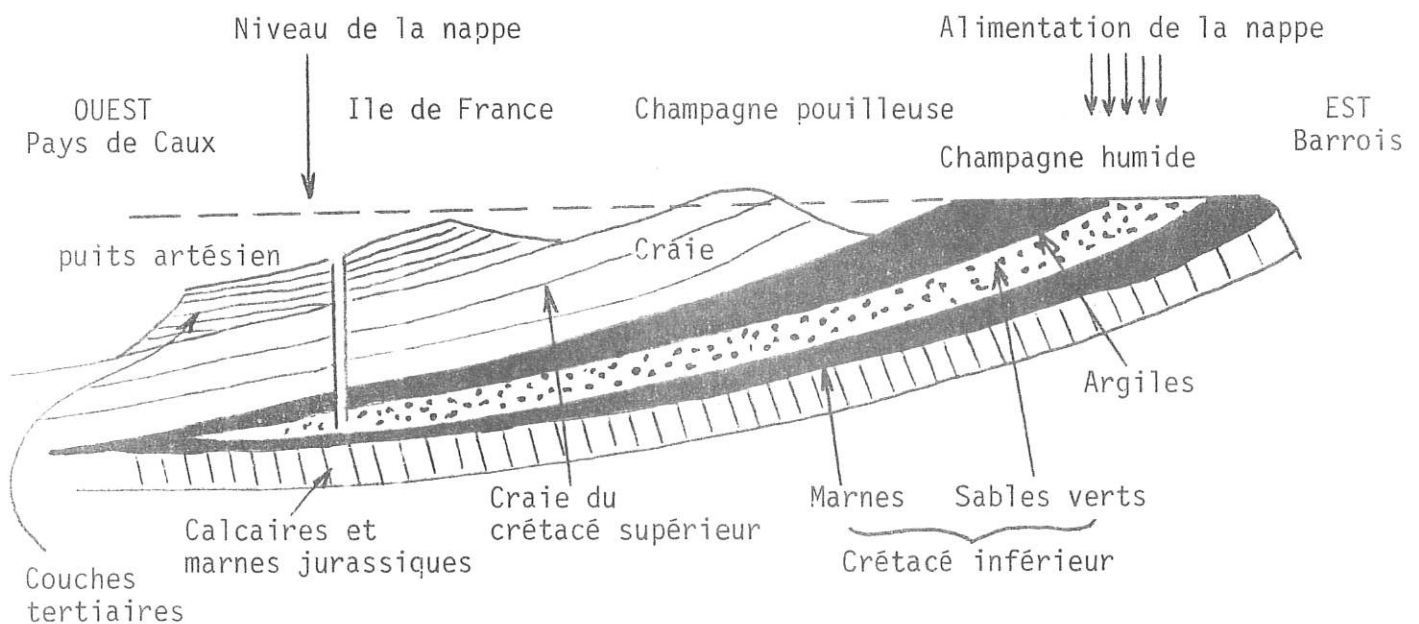 Niveau de la nappe
Alimentation de la nappe
OUEST
Pays de Caux
Ile de France
Champagne pouilleuse
EST
Barrois
Champagne humide
puits artésien
Craie
Argiles
Calcaires et
marnes jurassiques
Craie du
crétacé supérieur
Marnes
Sables verts
Crétacé inférieur
Couches
tertiaires